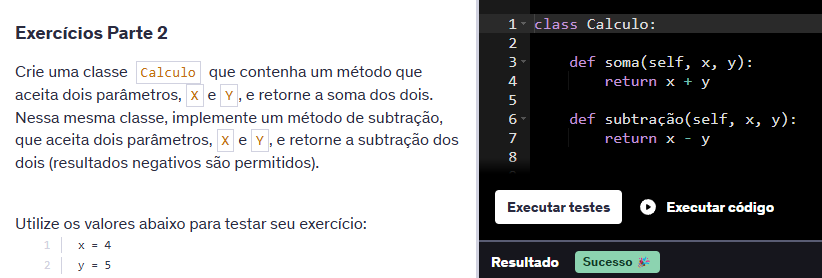 Exercícios Parte 2
Crie uma classe Calculo que contenha um método que
aceita dois parâmetros, X e Y, e retorne a soma dos dois.
Nessa mesma classe, implemente um método de subtração,
que aceita dois parâmetros, X e Y, e retorne a subtração dos
dois (resultados negativos são permitidos).
Utilize os valores abaixo para testar seu exercício:
1 x = 4
2 y = 5
1 class Calculo:
2
3 def soma(self, x, y):
4 return x + y
5
6 def subtração(self, x, y):
7 return x - y
8
Executar testes
Executar código
Resultado
Sucesso 🎉